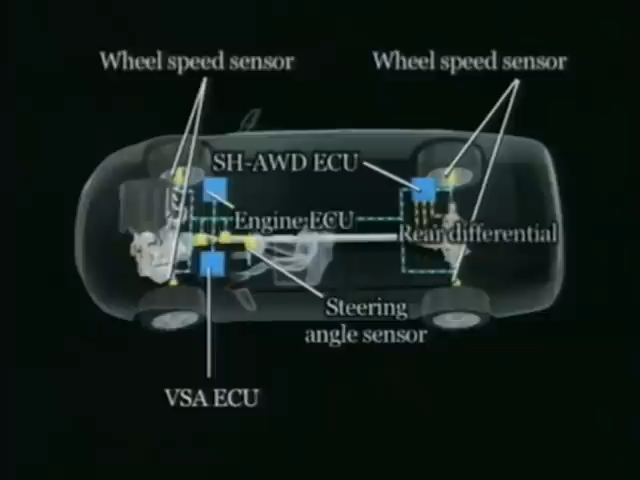 Wheel speed sensor
Wheel speed sensor
SH-AWD ECU
Engine ECU
Rear differential
Steering
angle sensor
VSA ECU